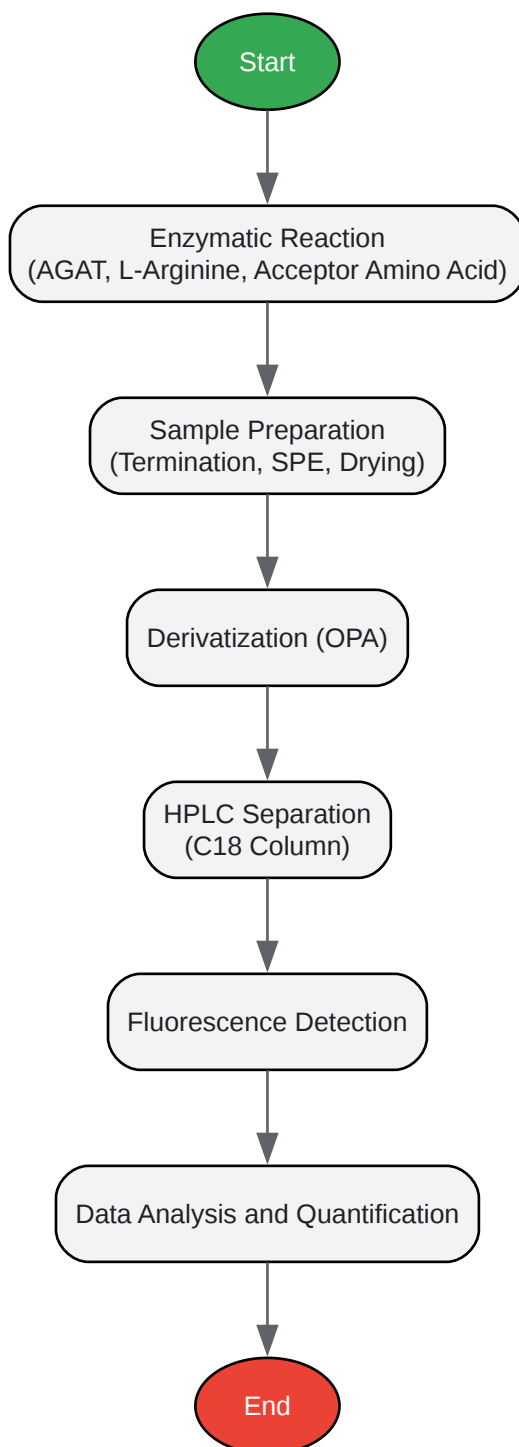 Start
Enzymatic Reaction
(AGAT, L-Arginine, Acceptor Amino Acid)
Sample Preparation
(Termination, SPE, Drying)
Derivatization (OPA)
HPLC Separation
(C18 Column)
Fluorescence Detection
Data Analysis and Quantification
End